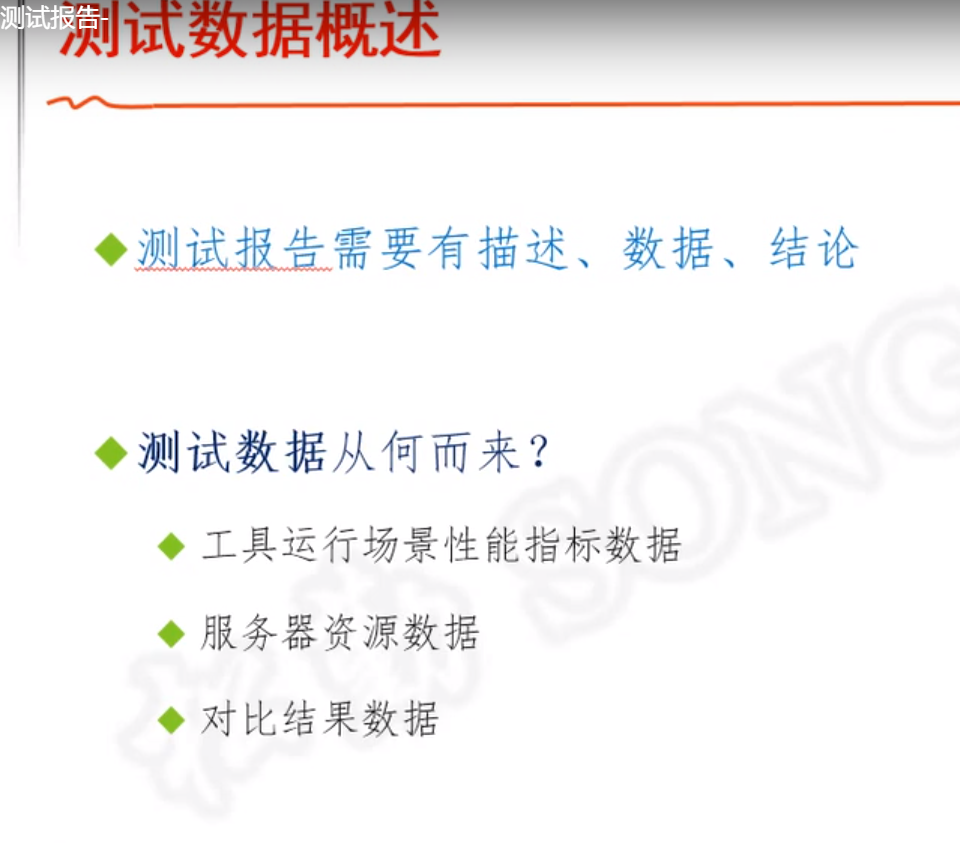 测试报告-
测试数据概述
测试报告需要有描述、数据、结论
测试数据从何而来？
工具运行场景性能指标数据
服务器资源数据
对比结果数据
SONG